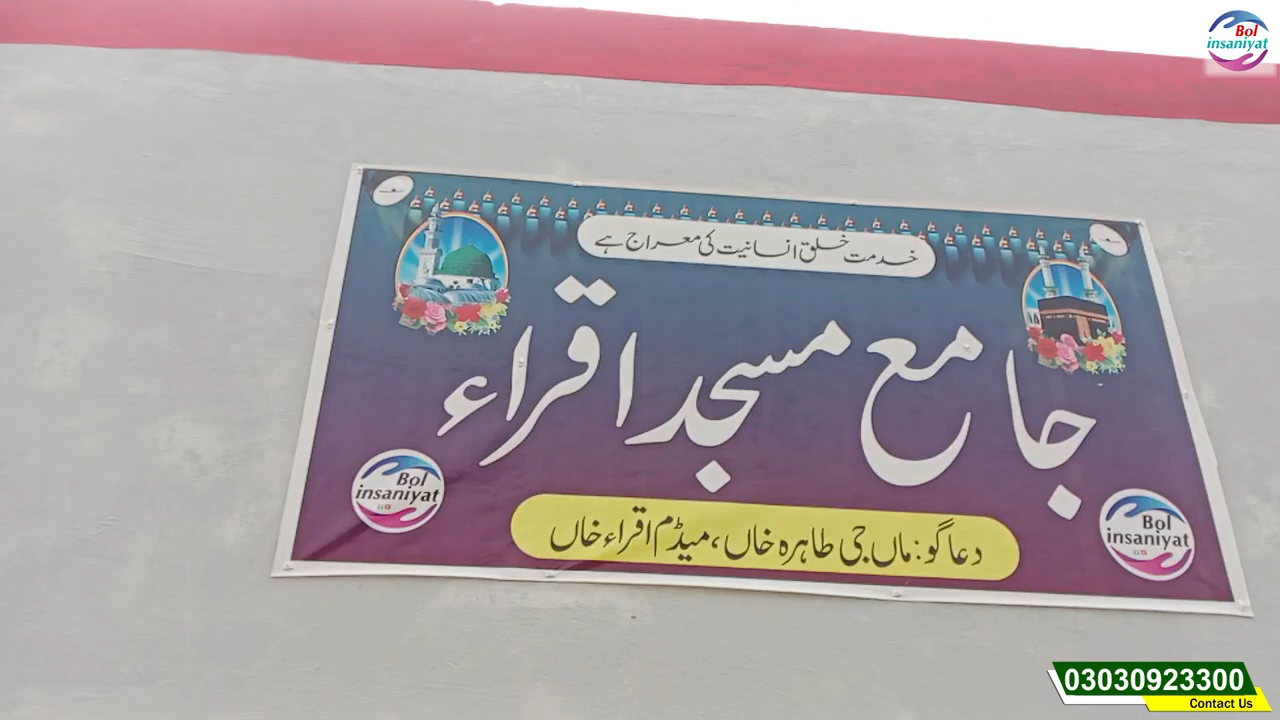 Bol
insaniyat
خدمت خلق انسانیت کی معراج ہے
جامع مسجد اقراء
Bol
insaniyat
Bol
insaniyat
دعاگو: ماں جی طاہرہ خاں، میڈم اقراء خاں
03030923300
Contact Us